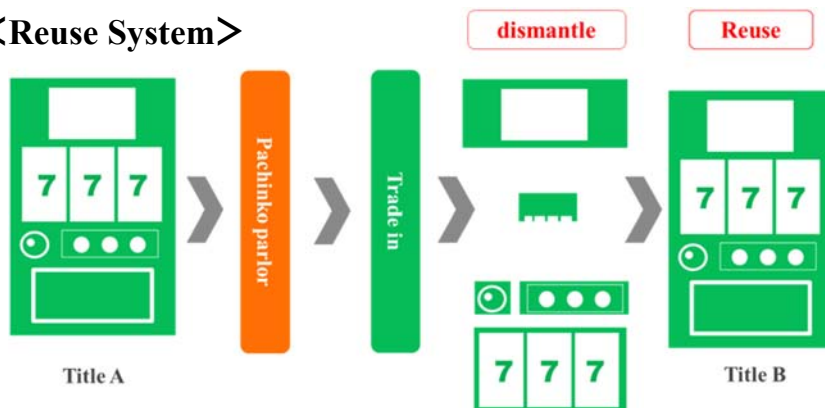 <Reuse System>
dismantle
Reuse
7 7 7
Title A
Pachinko parlor
Trade in
7 7 7
7 7 7
Title B